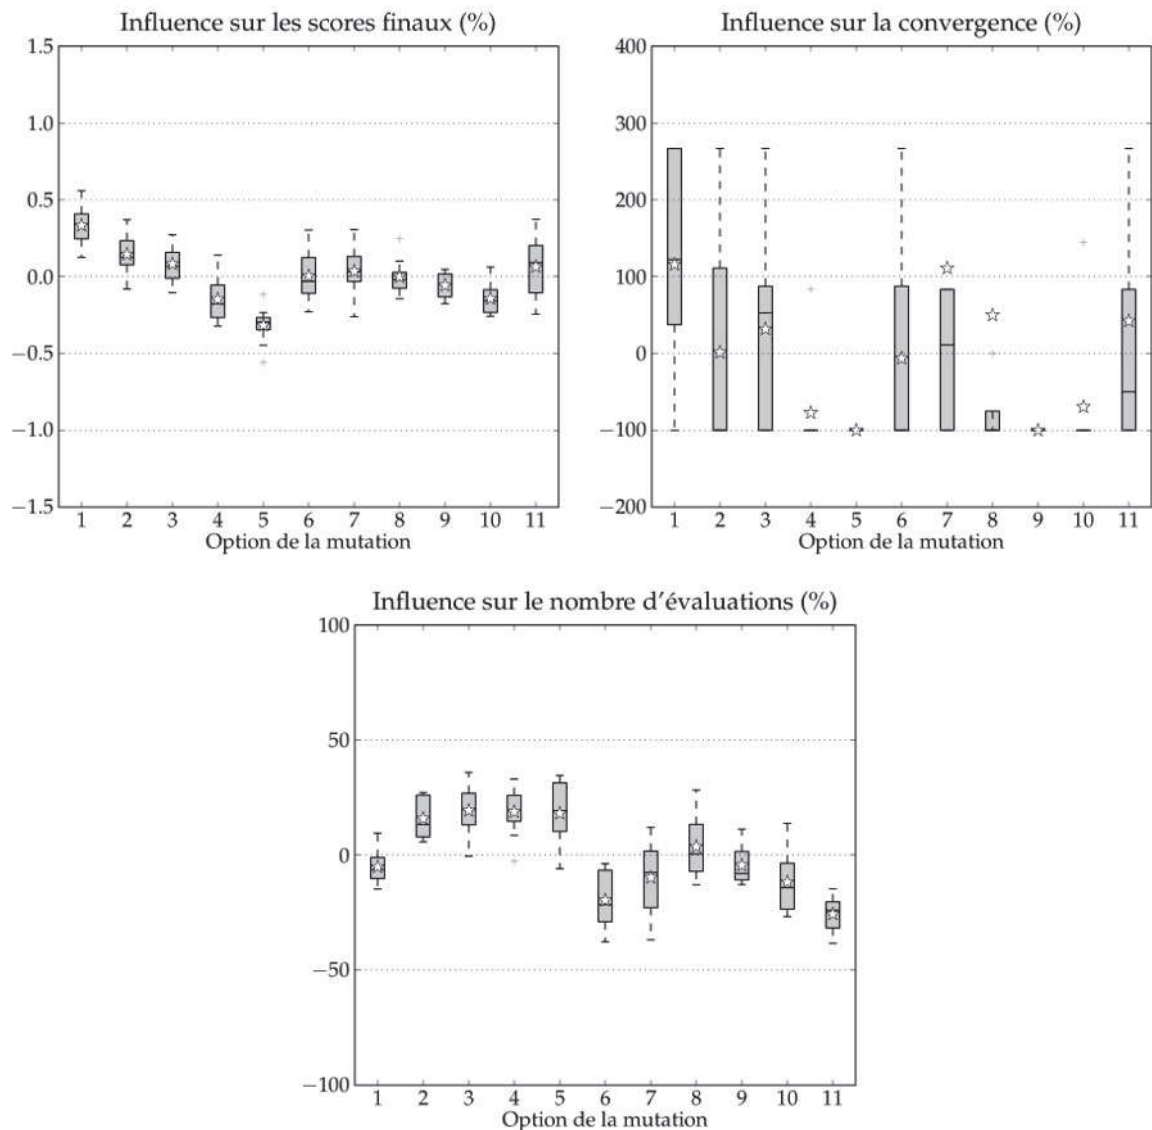 Influence sur les scores finaux (%)
1.5
1.0
0.5
0.0
−0.5
−1.0
−1.5
1 2 3 4 5 6 7 8 9 10 11
Option de la mutation
Influence sur la convergence (%)
400
300
200
100
0
−100
−200
1 2 3 4 5 6 7 8 9 10 11
Option de la mutation
Influence sur le nombre d'évaluations (%)
100
50
0
−50
−100
1 2 3 4 5 6 7 8 9 10 11
Option de la mutation